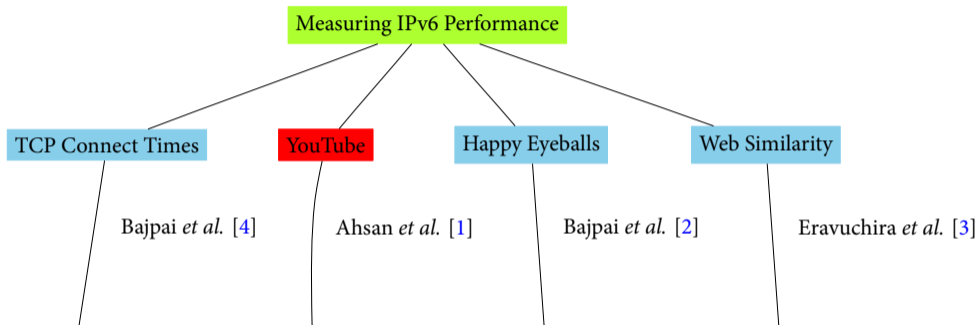 Measuring IPv6 Performance
TCP Connect Times
YouTube
Happy Eyeballs
Web Similarity
Bajpai et al. [4]
Ahsan et al. [1]
Bajpai et al. [2]
Eravuchira et al. [3]